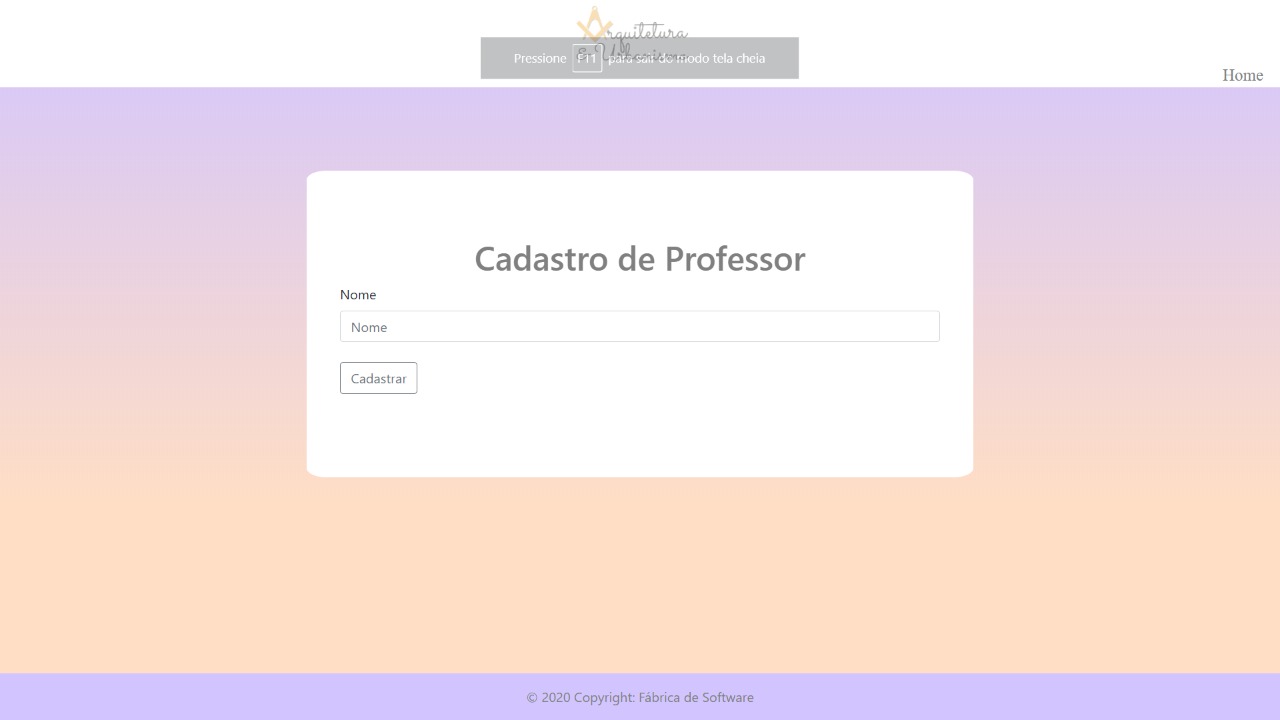 Arquitetura
& Urbanismo
Pressione F11 para sair do modo tela cheia
Home
Cadastro de Professor
Nome
Nome
Cadastrar
© 2020 Copyright: Fábrica de Software